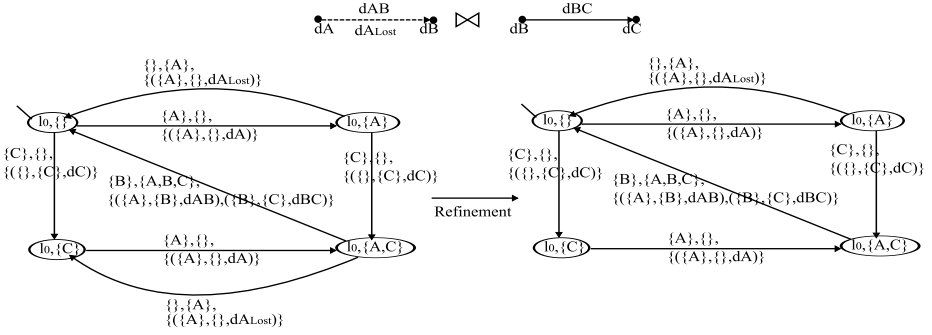 dAB
dBC
dA
dALost
dB
dB
dC
{},{A},
{({A},{},dALost)}
l0,{}
{A},{},
{({A},{},dA)}
l0,{A}
{C},{},
{({},{C},dC)}
{C},{},
{({},{C},dC)}
{B},{A,B,C},
{({A},{B},dAB),({B},{C},dBC)}
l0,{C}
{A},{},
{({A},{},dA)}
l0,{A,C}
{},{A},
{({A},{},dALost)}
Refinement
{},{A},
{({A},{},dALost)}
l0,{}
{A},{},
{({A},{},dA)}
l0,{A}
{C},{},
{({},{C},dC)}
{C},{},
{({},{C},dC)}
{B},{A,B,C},
{({A},{B},dAB),({B},{C},dBC)}
l0,{C}
{A},{},
{({A},{},dA)}
l0,{A,C}